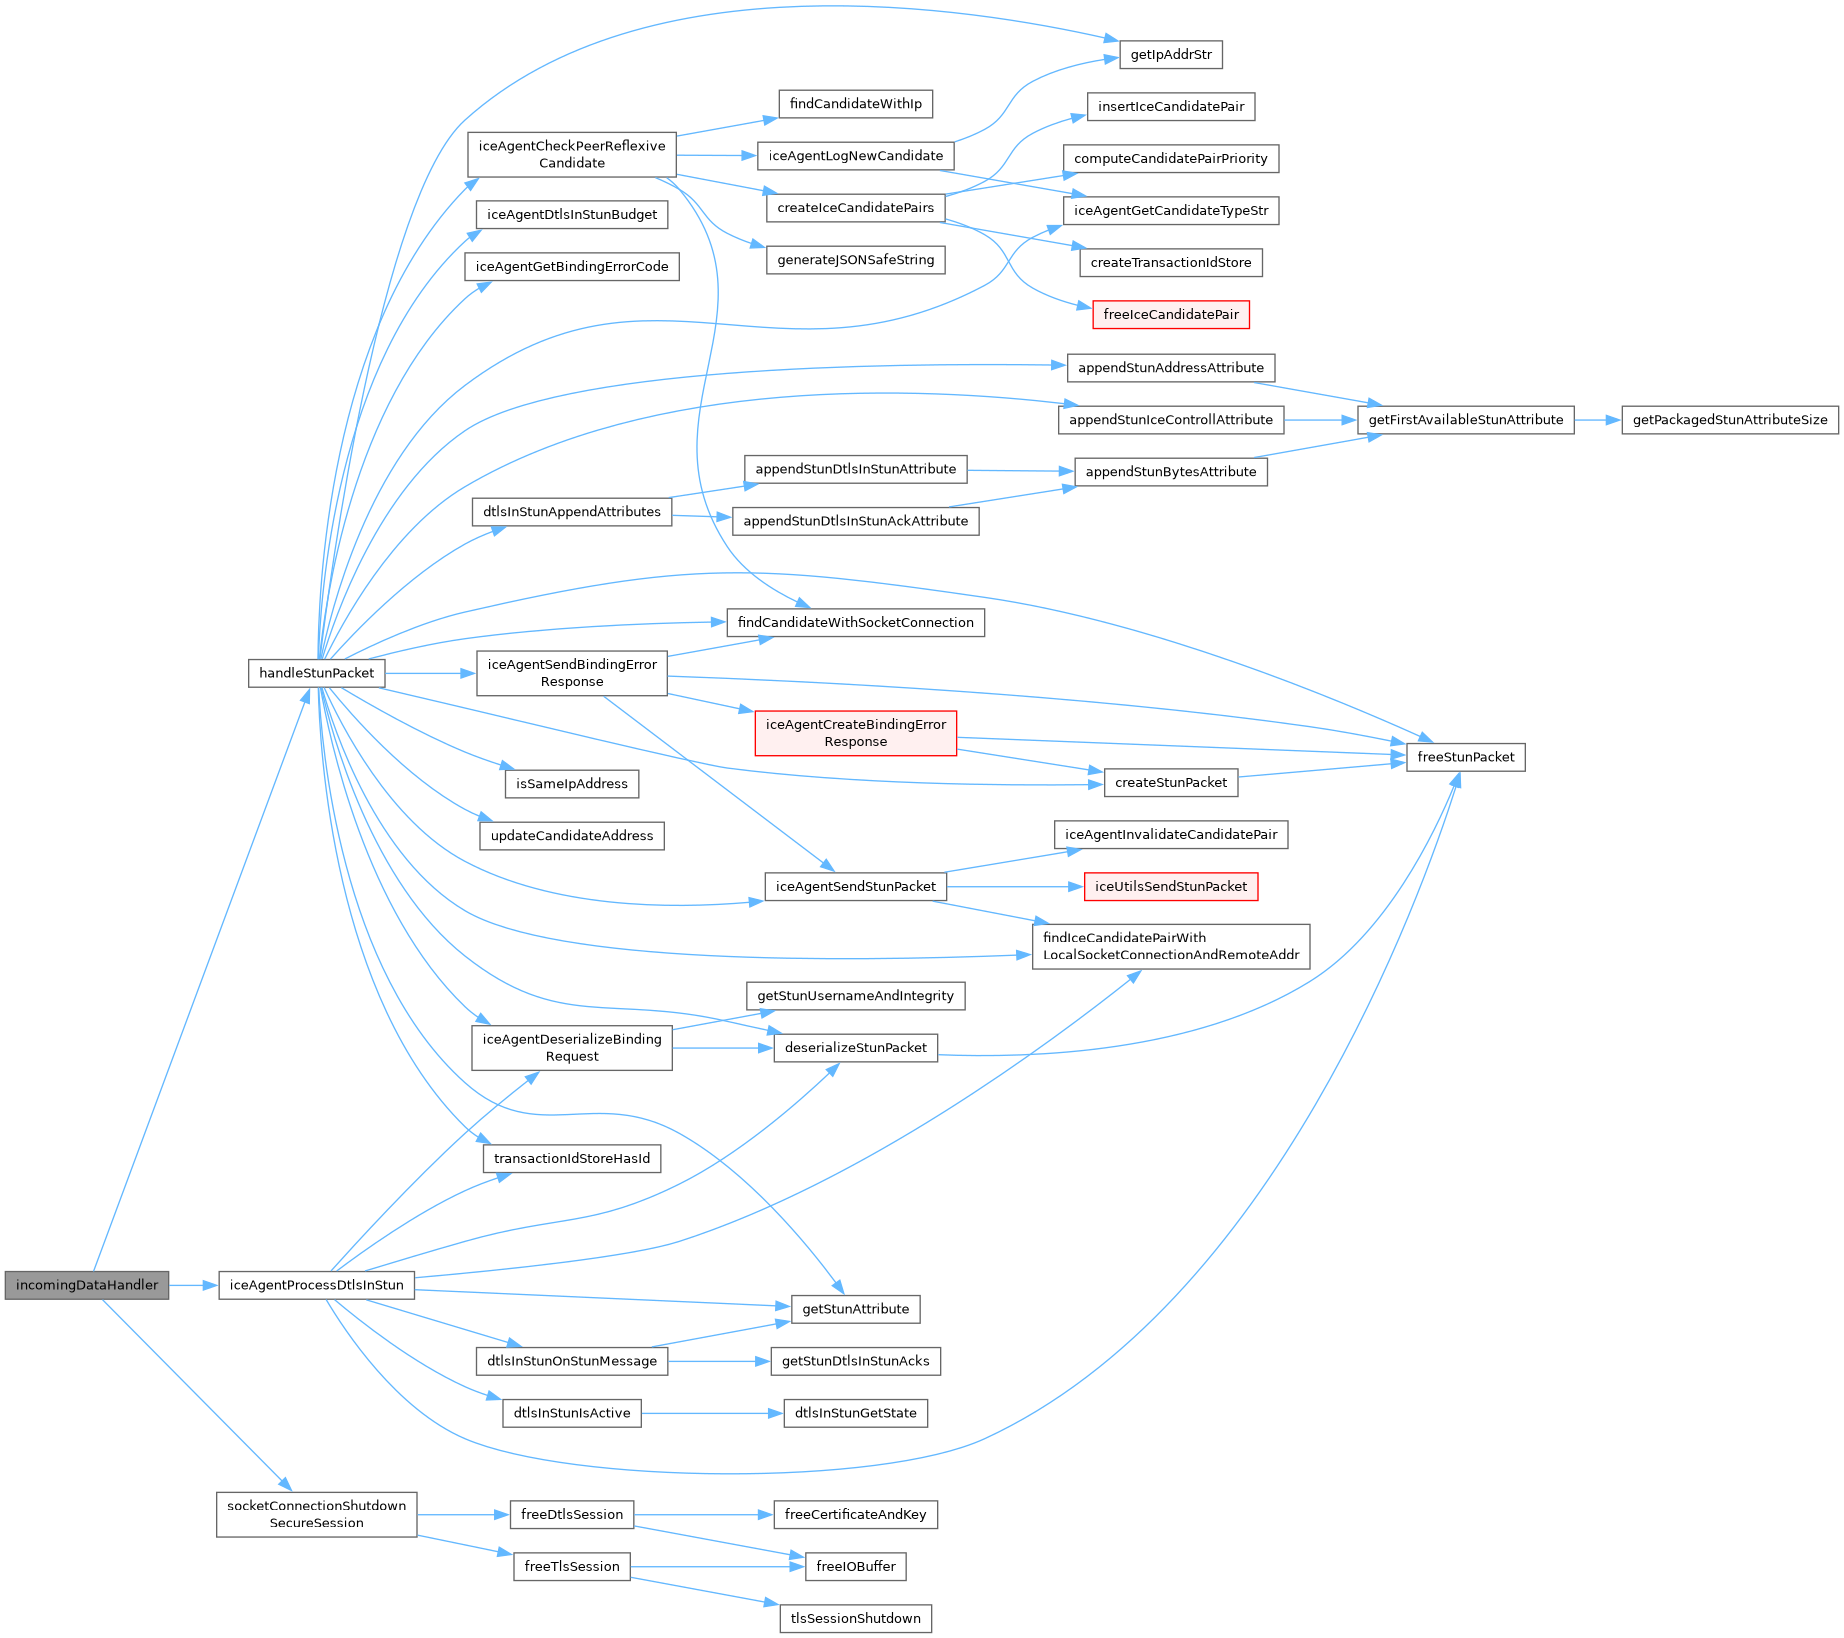 getIpAddrStr
findCandidateWithIp
insertIceCandidatePair
iceAgentCheckPeerReflexive
Candidate
iceAgentLogNewCandidate
computeCandidatePairPriority
createIceCandidatePairs
iceAgentGetCandidateTypeStr
iceAgentDtlsInStunBudget
generateJSONSafeString
createTransactionIdStore
iceAgentGetBindingErrorCode
freeIceCandidatePair
appendStunAddressAttribute
appendStunIceControllAttribute
getFirstAvailableStunAttribute
getPackagedStunAttributeSize
appendStunDtlsInStunAttribute
appendStunBytesAttribute
dtlsInStunAppendAttributes
appendStunDtlsInStunAckAttribute
findCandidateWithSocketConnection
handleStunPacket
iceAgentSendBindingError
Response
iceAgentCreateBindingError
Response
freeStunPacket
isSameIpAddress
createStunPacket
updateCandidateAddress
iceAgentInvalidateCandidatePair
iceAgentSendStunPacket
iceUtilsSendStunPacket
findIceCandidatePairWith
LocalSocketConnectionAndRemoteAddr
getStunUsernameAndIntegrity
iceAgentDeserializeBinding
Request
deserializeStunPacket
transactionIdStoreHasId
incomingDataHandler
iceAgentProcessDtlsInStun
getStunAttribute
dtlsInStunOnStunMessage
getStunDtlsInStunAcks
dtlsInStunIsActive
dtlsInStunGetState
socketConnectionShutdown
SecureSession
freeDtlsSession
freeCertificateAndKey
freeTlsSession
freeIOBuffer
tlsSessionShutdown